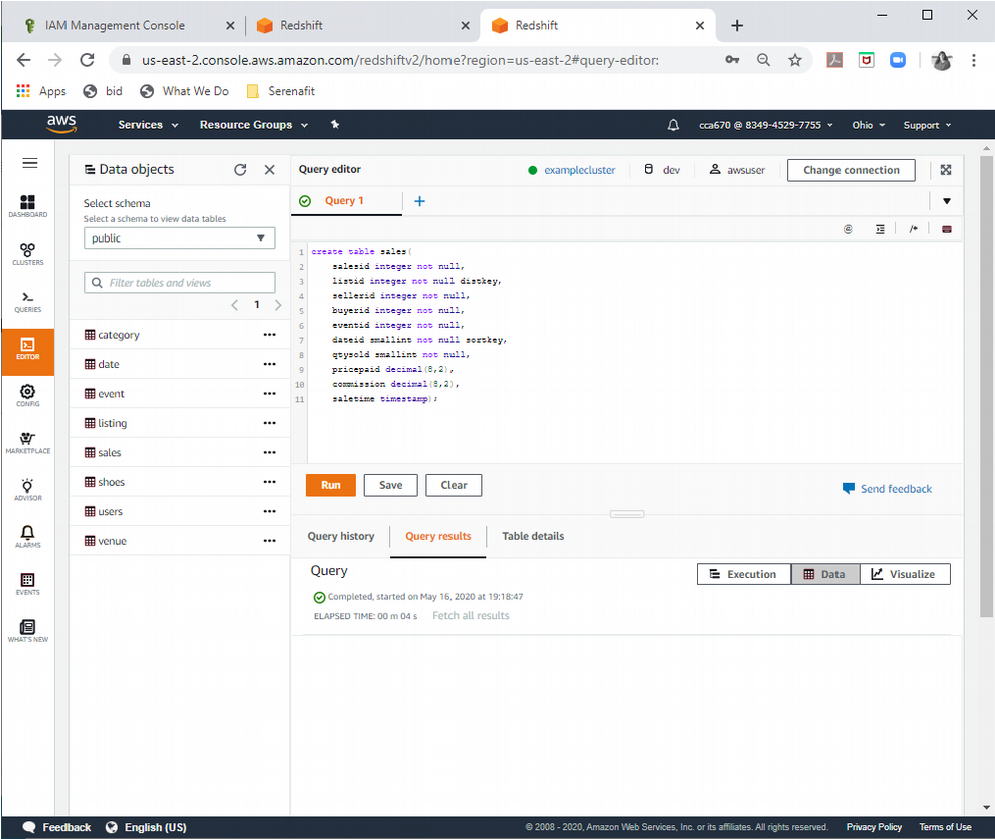 IAM Management Console
Redshift
Redshift
us-east-2.console.aws.amazon.com/redshiftv2/home?region=us-east-2#query-editor:
Apps
bid
What We Do
Serenafit
aws
Services
Resource Groups
cca670 @ 8349-4529-7755
Ohio
Support
DASHBOARD
CLUSTERS
QUERIES
EDITOR
CONFIG
MARKETPLACE
ADVISOR
ALARMS
EVENTS
WHAT'S NEW
Data objects
Select schema
Select a schema to view data tables
public
Filter tables and views
1
category
date
event
listing
sales
shoes
users
venue
Query editor
examplecluster
dev
awsuser
Change connection
Query 1
1 create table sales(
2 salesid integer not null,
3 listid integer not null distkey,
4 sellerid integer not null,
5 buyerid integer not null,
6 eventid integer not null,
7 dateid smallint not null sortkey,
8 qtysold smallint not null,
9 pricepaid decimal(8,2),
10 commission decimal(8,2),
11 saletime timestamp);
Run
Save
Clear
Send feedback
Query history
Query results
Table details
Query
Execution
Data
Visualize
Completed, started on May 16, 2020 at 19:18:47
ELAPSED TIME: 00 m 04 s
Fetch all results
Feedback
English (US)
© 2008 - 2020, Amazon Web Services, Inc. or its affiliates. All rights reserved.
Privacy Policy
Terms of Use